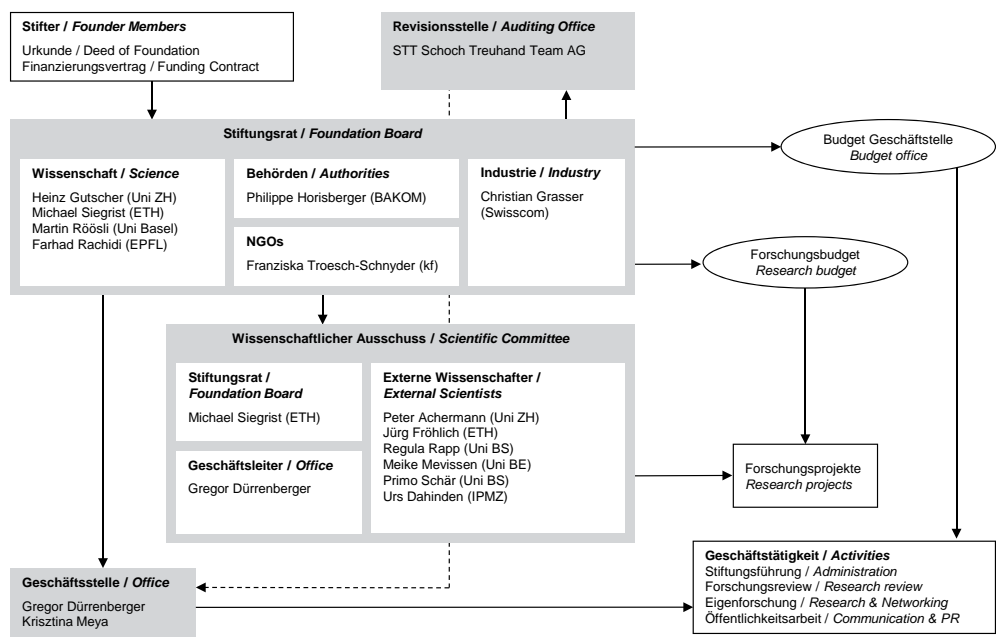 Stifter / Founder Members
Urkunde / Deed of Foundation
Finanzierungsvertrag / Funding Contract
Revisionsstelle / Auditing Office
STT Schoch Treuhand Team AG
Stiftungsrat / Foundation Board
Wissenschaft / Science
Heinz Gutscher (Uni ZH)
Michael Siegrist (ETH)
Martin Röösli (Uni Basel)
Farhad Rachidi (EPFL)
Behörden / Authorities
Philippe Horisberger (BAKOM)
NGOs
Franziska Troesch-Schnyder (kf)
Industrie / Industry
Christian Grasser
(Swisscom)
Budget Geschäftstelle
Budget office
Forschungsbudget
Research budget
Wissenschaftlicher Ausschuss / Scientific Committee
Stiftungsrat /
Foundation Board
Michael Siegrist (ETH)
Geschäftsleiter / Office
Gregor Dürrenberger
Externe Wissenschafter /
External Scientists
Peter Achermann (Uni ZH)
Jürg Fröhlich (ETH)
Regula Rapp (Uni BS)
Meike Mevissen (Uni BE)
Primo Schär (Uni BS)
Urs Dahinden (IPMZ)
Forschungsprojekte
Research projects
Geschäftsstelle / Office
Gregor Dürrenberger
Krisztina Meya
Geschäftstätigkeit / Activities
Stiftungsführung / Administration
Forschungsreview / Research review
Eigenforschung / Research & Networking
Öffentlichkeitsarbeit / Communication & PR